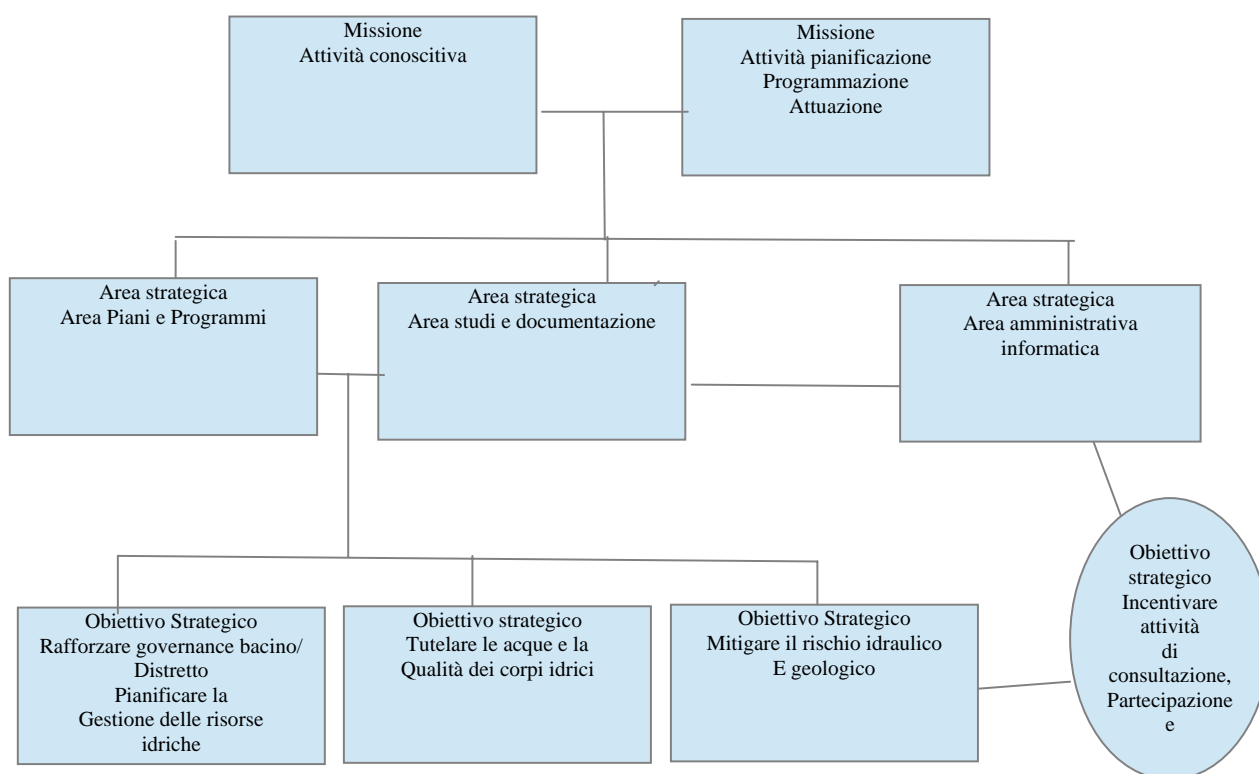 Missione
Attività conoscitiva
Missione
Attività pianificazione
Programmazione
Attuazione
Area strategica
Area Piani e Programmi
Area strategica
Area studi e documentazione
Area strategica
Area amministrativa
informatica
Obiettivo Strategico
Rafforzare governance bacino/
Distretto
Pianificare la
Gestione delle risorse
idriche
Obiettivo strategico
Tutelare le acque e la
Qualità dei corpi idrici
Obiettivo Strategico
Mitigare il rischio idraulico
E geologico
Obiettivo
strategico
Incentivare
attività
di
consultazione,
Partecipazione
e